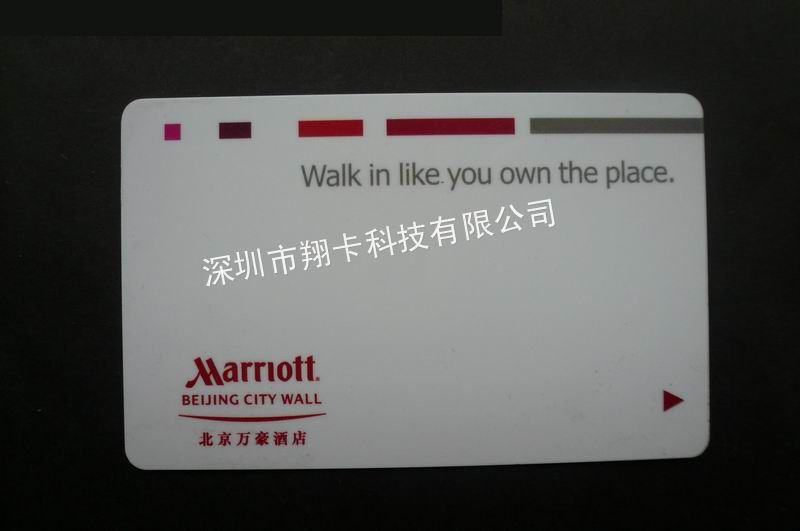 Walk in like you own the place.
深圳市翔卡科技有限公司
Marriott
BEIJING CITY WALL
北京万豪酒店